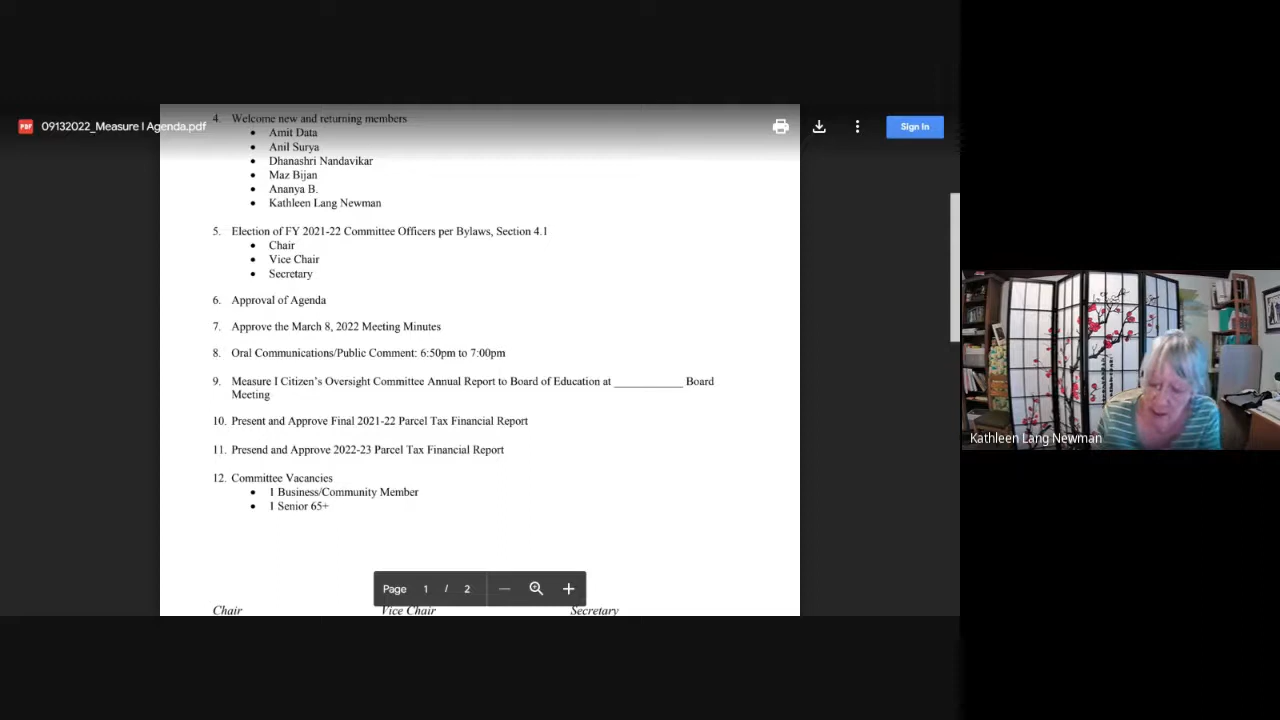 4. Welcome new and returning members
PDF 09132022_Measure I Agenda.pdf
Sign In
• Amit Data
• Anil Surya
• Dhanashri Nandavikar
• Maz Bijan
• Ananya B.
• Kathleen Lang Newman
5. Election of FY 2021-22 Committee Officers per Bylaws, Section 4.1
• Chair
• Vice Chair
• Secretary
6. Approval of Agenda
7. Approve the March 8, 2022 Meeting Minutes
8. Oral Communications/Public Comment: 6:50pm to 7:00pm
9. Measure I Citizen’s Oversight Committee Annual Report to Board of Education at ____________ Board
Meeting
10. Present and Approve Final 2021-22 Parcel Tax Financial Report
11. Presend and Approve 2022-23 Parcel Tax Financial Report
12. Committee Vacancies
• 1 Business/Community Member
• 1 Senior 65+
Page 1 / 2
Chair Vice Chair Secretary
Kathleen Lang Newman